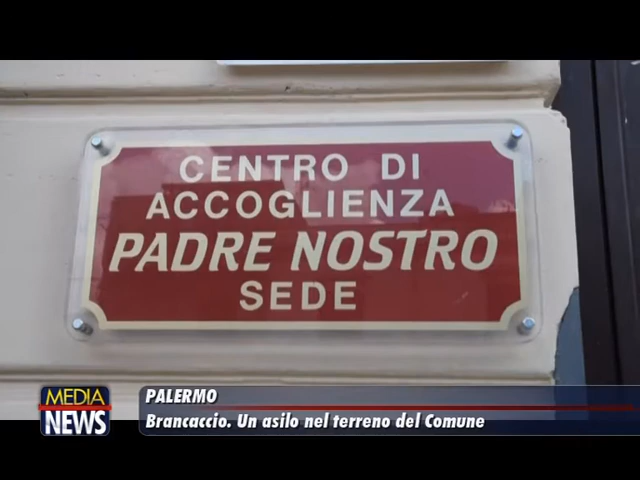 CENTRO DI
ACCOGLIENZA
PADRE NOSTRO
SEDE
MEDIA
NEWS
PALERMO
Brancaccio. Un asilo nel terreno del Comune